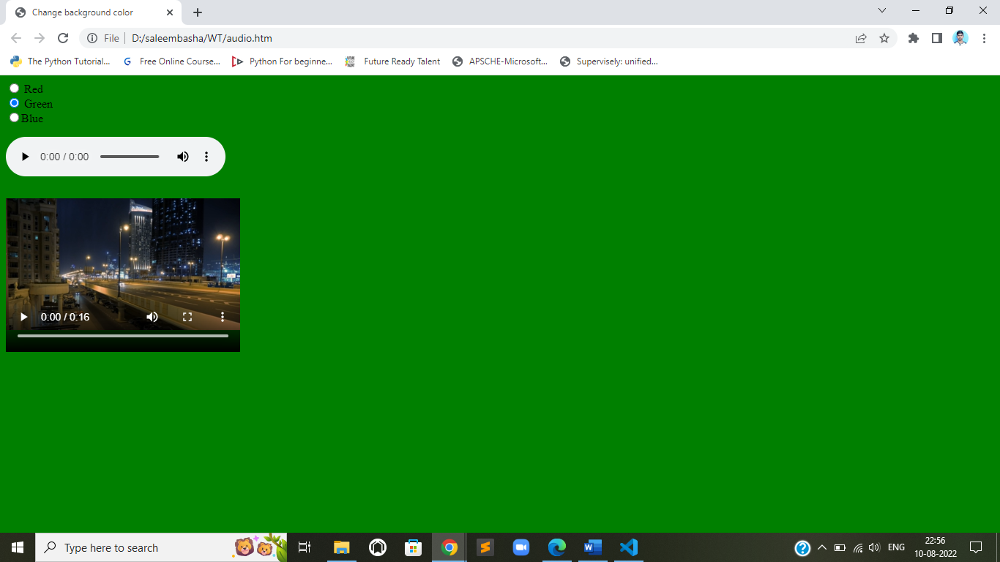 Change background color
File D:/saleembasha/WT/audio.htm
The Python Tutorial... Free Online Course... Python For beginne... Future Ready Talent APSCHE-Microsoft... Supervisely: unified...
Red
Green
Blue
0:00 / 0:00
0:00 / 0:16
Type here to search
ENG
22:56
10-08-2022